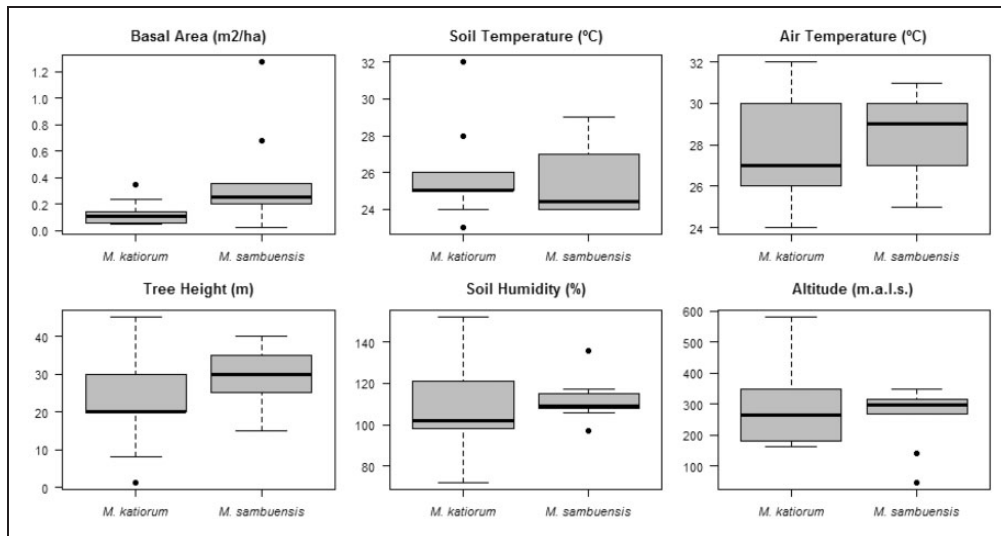 Basal Area (m2/ha)
1.2
1.0
0.8
0.6
0.4
0.2
0.0
M. katiorum
M. sambuensis
Soil Temperature (ºC)
32
30
28
26
24
M. katiorum
M. sambuensis
Air Temperature (ºC)
32
30
28
26
24
M. katiorum
M. sambuensis
Tree Height (m)
40
30
20
10
0
M. katiorum
M. sambuensis
Soil Humidity (%)
140
120
100
80
M. katiorum
M. sambuensis
Altitude (m.a.l.s.)
600
500
400
300
200
100
M. katiorum
M. sambuensis